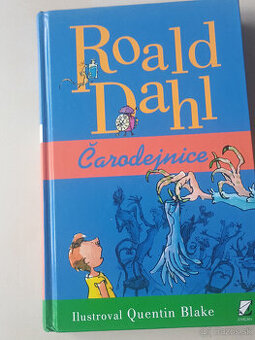 Roald
Dahl
Čarodejnice
Ilustroval Quentin Blake